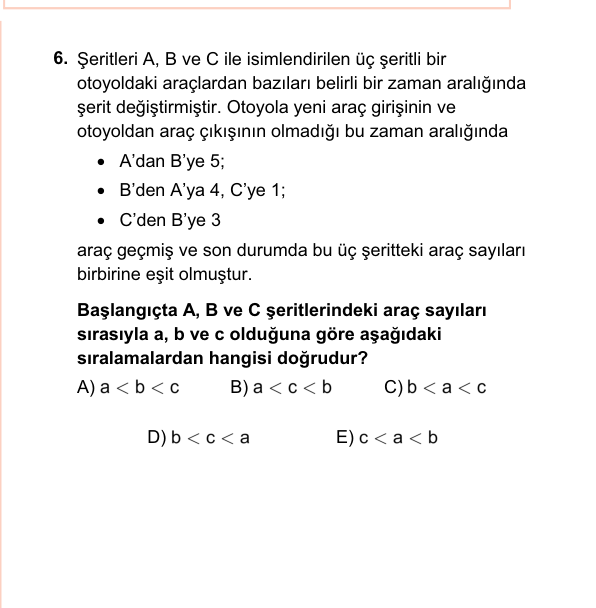 6. Şeritleri A, B ve C ile isimlendirilen üç şeritli bir
otoyoldaki araçlardan bazıları belirli bir zaman aralığında
şerit değiştirmiştir. Otoyola yeni araç girişinin ve
otoyoldan araç çıkışının olmadığı bu zaman aralığında
• A’dan B’ye 5;
• B’den A’ya 4, C’ye 1;
• C’den B’ye 3
araç geçmiş ve son durumda bu üç şeritteki araç sayıları
birbirine eşit olmuştur.
Başlangıçta A, B ve C şeritlerindeki araç sayıları
sırasıyla a, b ve c olduğuna göre aşağıdaki
sıralamalardan hangisi doğrudur?
A) a < b < c B) a < c < b C) b < a < c
D) b < c < a E) c < a < b